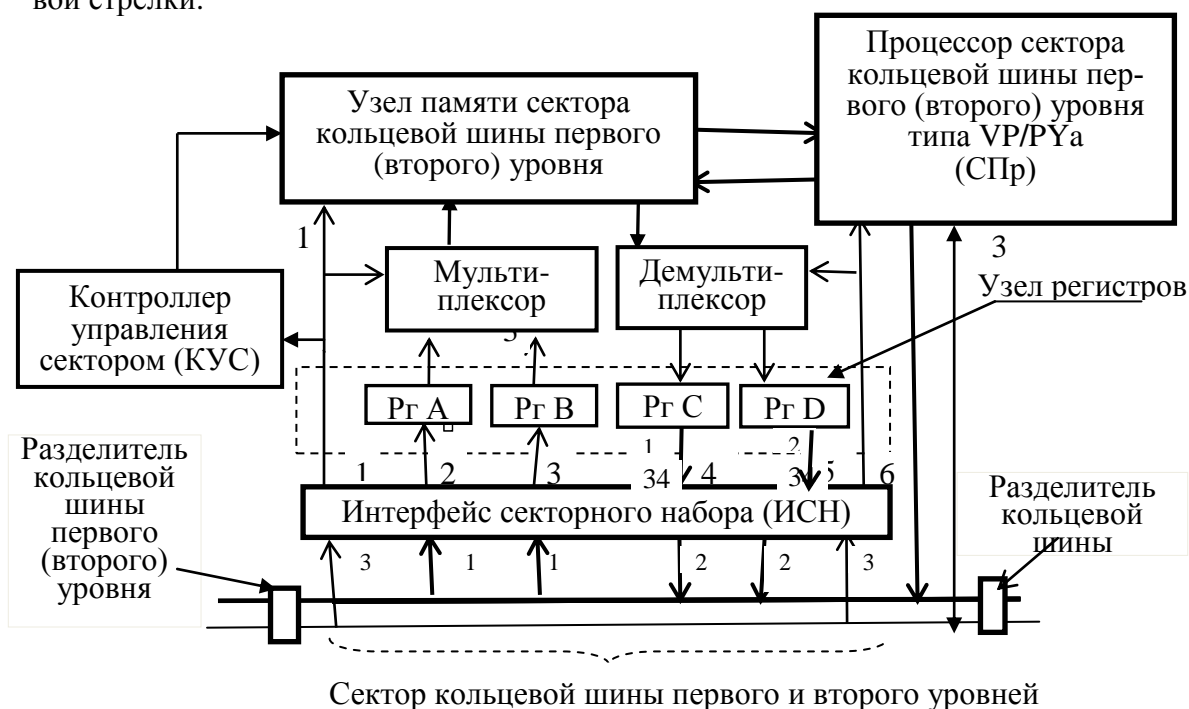 вой стрелки.
Процессор сектора
кольцевой шины пер-
вого (второго) уровня
типа VP/PYa
(СПр)
Узел памяти сектора
кольцевой шины первого
(второго) уровня
1
3
Мульти-
плексор
Демульти-
плексор
Узел регистров
Контроллер
управления
сектором (КУС)
Рг A
Рг B
Рг C
Рг D
1
2
1
2
3
34
4
5
6
Разделитель
кольцевой
шины
первого
(второго)
уровня
Интерфейс секторного набора (ИСН)
Разделитель
кольцевой
шины
3
1
1
2
2
3
Сектор кольцевой шины первого и второго уровней